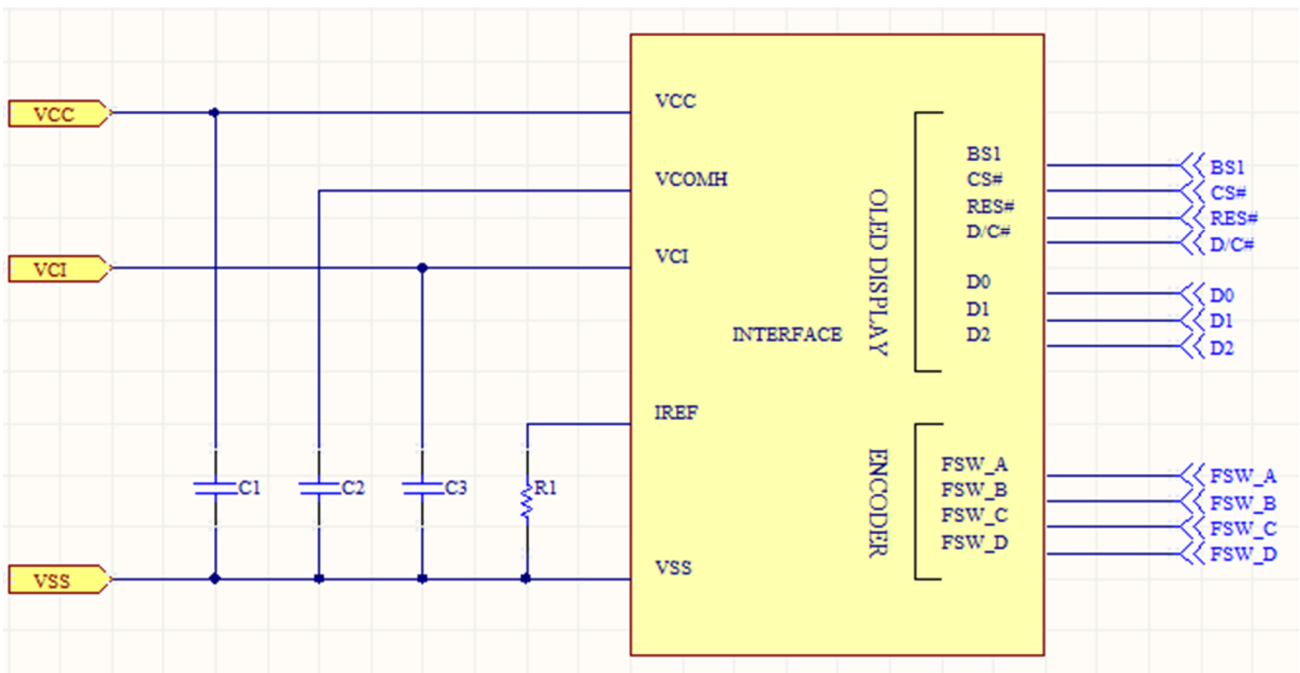 VCC
VCI
VSS
C1
C2
C3
R1
VCC
VCOMH
VCI
INTERFACE
IREF
VSS
OLED DISPLAY
BS1
CS#
RES#
D/C#
D0
D1
D2
ENCODER
FSW_A
FSW_B
FSW_C
FSW_D
BS1
CS#
RES#
D/C#
D0
D1
D2
FSW_A
FSW_B
FSW_C
FSW_D